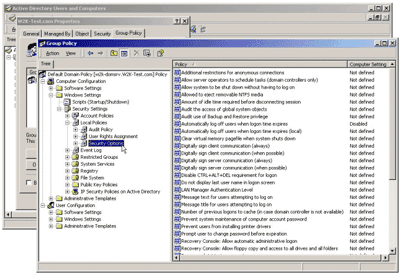 Active Directory Users and Computers
W2K-Test.com Properties
General Managed By Object Security Group Policy
Group Policy
Action View
Tree
Default Domain Policy [w2k-domain.W2K-Test.com] Policy
Computer Configuration
Software Settings
Windows Settings
Scripts (Startup/Shutdown)
Security Settings
Account Policies
Local Policies
Audit Policy
User Rights Assignment
Security Options
Event Log
Restricted Groups
System Services
Registry
File System
Public Key Policies
IP Security Policies on Active Directory
Administrative Templates
User Configuration
Software Settings
Windows Settings
Administrative Templates
Policy Computer Setting
Additional restrictions for anonymous connections Not defined
Allow server operators to schedule tasks (domain controllers only) Not defined
Allow system to be shut down without having to log on Not defined
Allowed to eject removable NTFS media Not defined
Amount of idle time required before disconnecting session Not defined
Audit the access of global system objects Not defined
Audit use of Backup and Restore privilege Not defined
Automatically log off users when logon time expires Disabled
Automatically log off users when logon time expires (local) Not defined
Clear virtual memory pagefile when system shuts down Not defined
Digitally sign client communication (always) Not defined
Digitally sign client communication (when possible) Not defined
Digitally sign server communication (always) Not defined
Digitally sign server communication (when possible) Not defined
Disable CTRL+ALT+DEL requirement for logon Not defined
Do not display last user name in logon screen Not defined
LAN Manager Authentication Level Not defined
Message text for users attempting to log on Not defined
Message title for users attempting to log on Not defined
Number of previous logons to cache (in case domain controller is not available) Not defined
Prevent system maintenance of computer account password Not defined
Prevent users from installing printer drivers Not defined
Prompt user to change password before expiration Not defined
Recovery Console: Allow automatic administrative logon Not defined
Recovery Console: Allow floppy copy and access to all drives and all folders Not defined